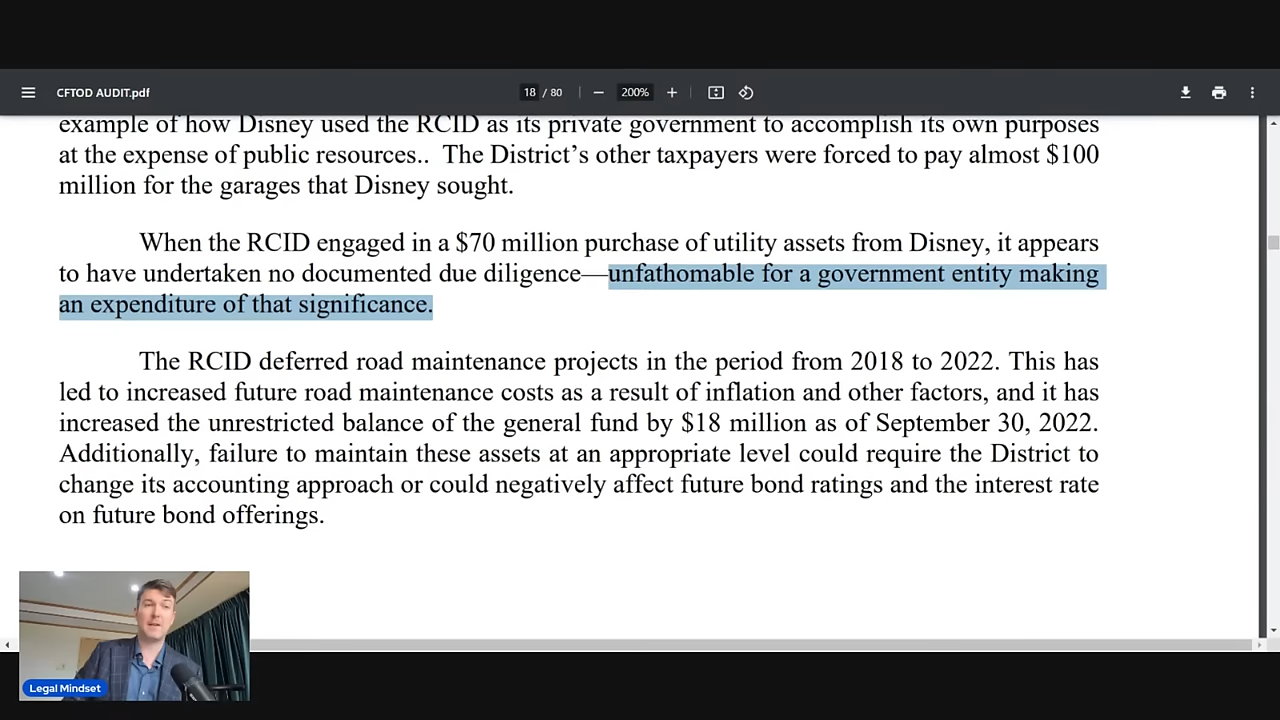 CFTOD AUDIT.pdf
18 / 80
200%
example of how Disney used the RCID as its private government to accomplish its own purposes
at the expense of public resources.. The District’s other taxpayers were forced to pay almost $100
million for the garages that Disney sought.
When the RCID engaged in a $70 million purchase of utility assets from Disney, it appears
to have undertaken no documented due diligence—unfathomable for a government entity making
an expenditure of that significance.
The RCID deferred road maintenance projects in the period from 2018 to 2022. This has
led to increased future road maintenance costs as a result of inflation and other factors, and it has
increased the unrestricted balance of the general fund by $18 million as of September 30, 2022.
Additionally, failure to maintain these assets at an appropriate level could require the District to
change its accounting approach or could negatively affect future bond ratings and the interest rate
on future bond offerings.
Legal Mindset